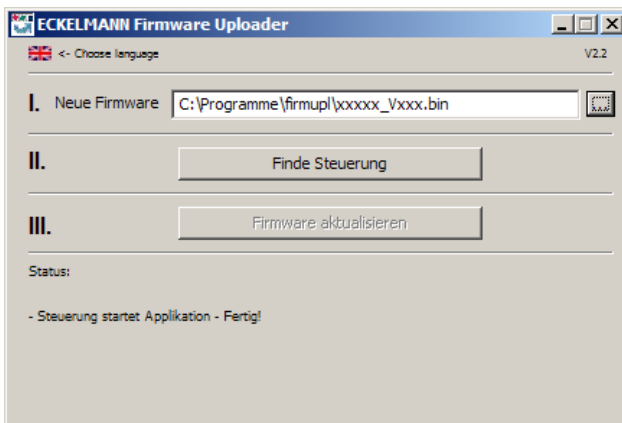 ECKELMANN Firmware Uploader
<- Choose language V2.2
I. Neue Firmware C:\Programme\firmupl\xxxxx_Vxxx.bin ...
II. Finde Steuerung
III. Firmware aktualisieren
Status:
- Steuerung startet Applikation - Fertig!